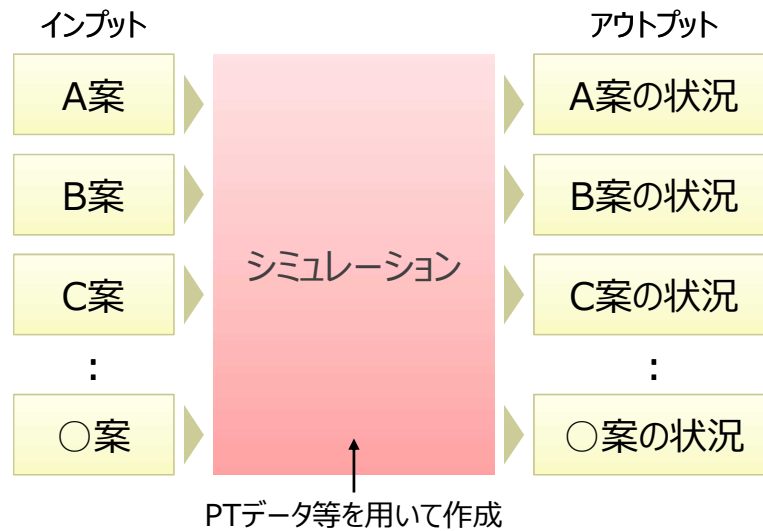 インプット
アウトプット
A案
A案の状況
B案
B案の状況
シミュレーション
C案
C案の状況
:
:
○案
○案の状況
PTデータ等を用いて作成